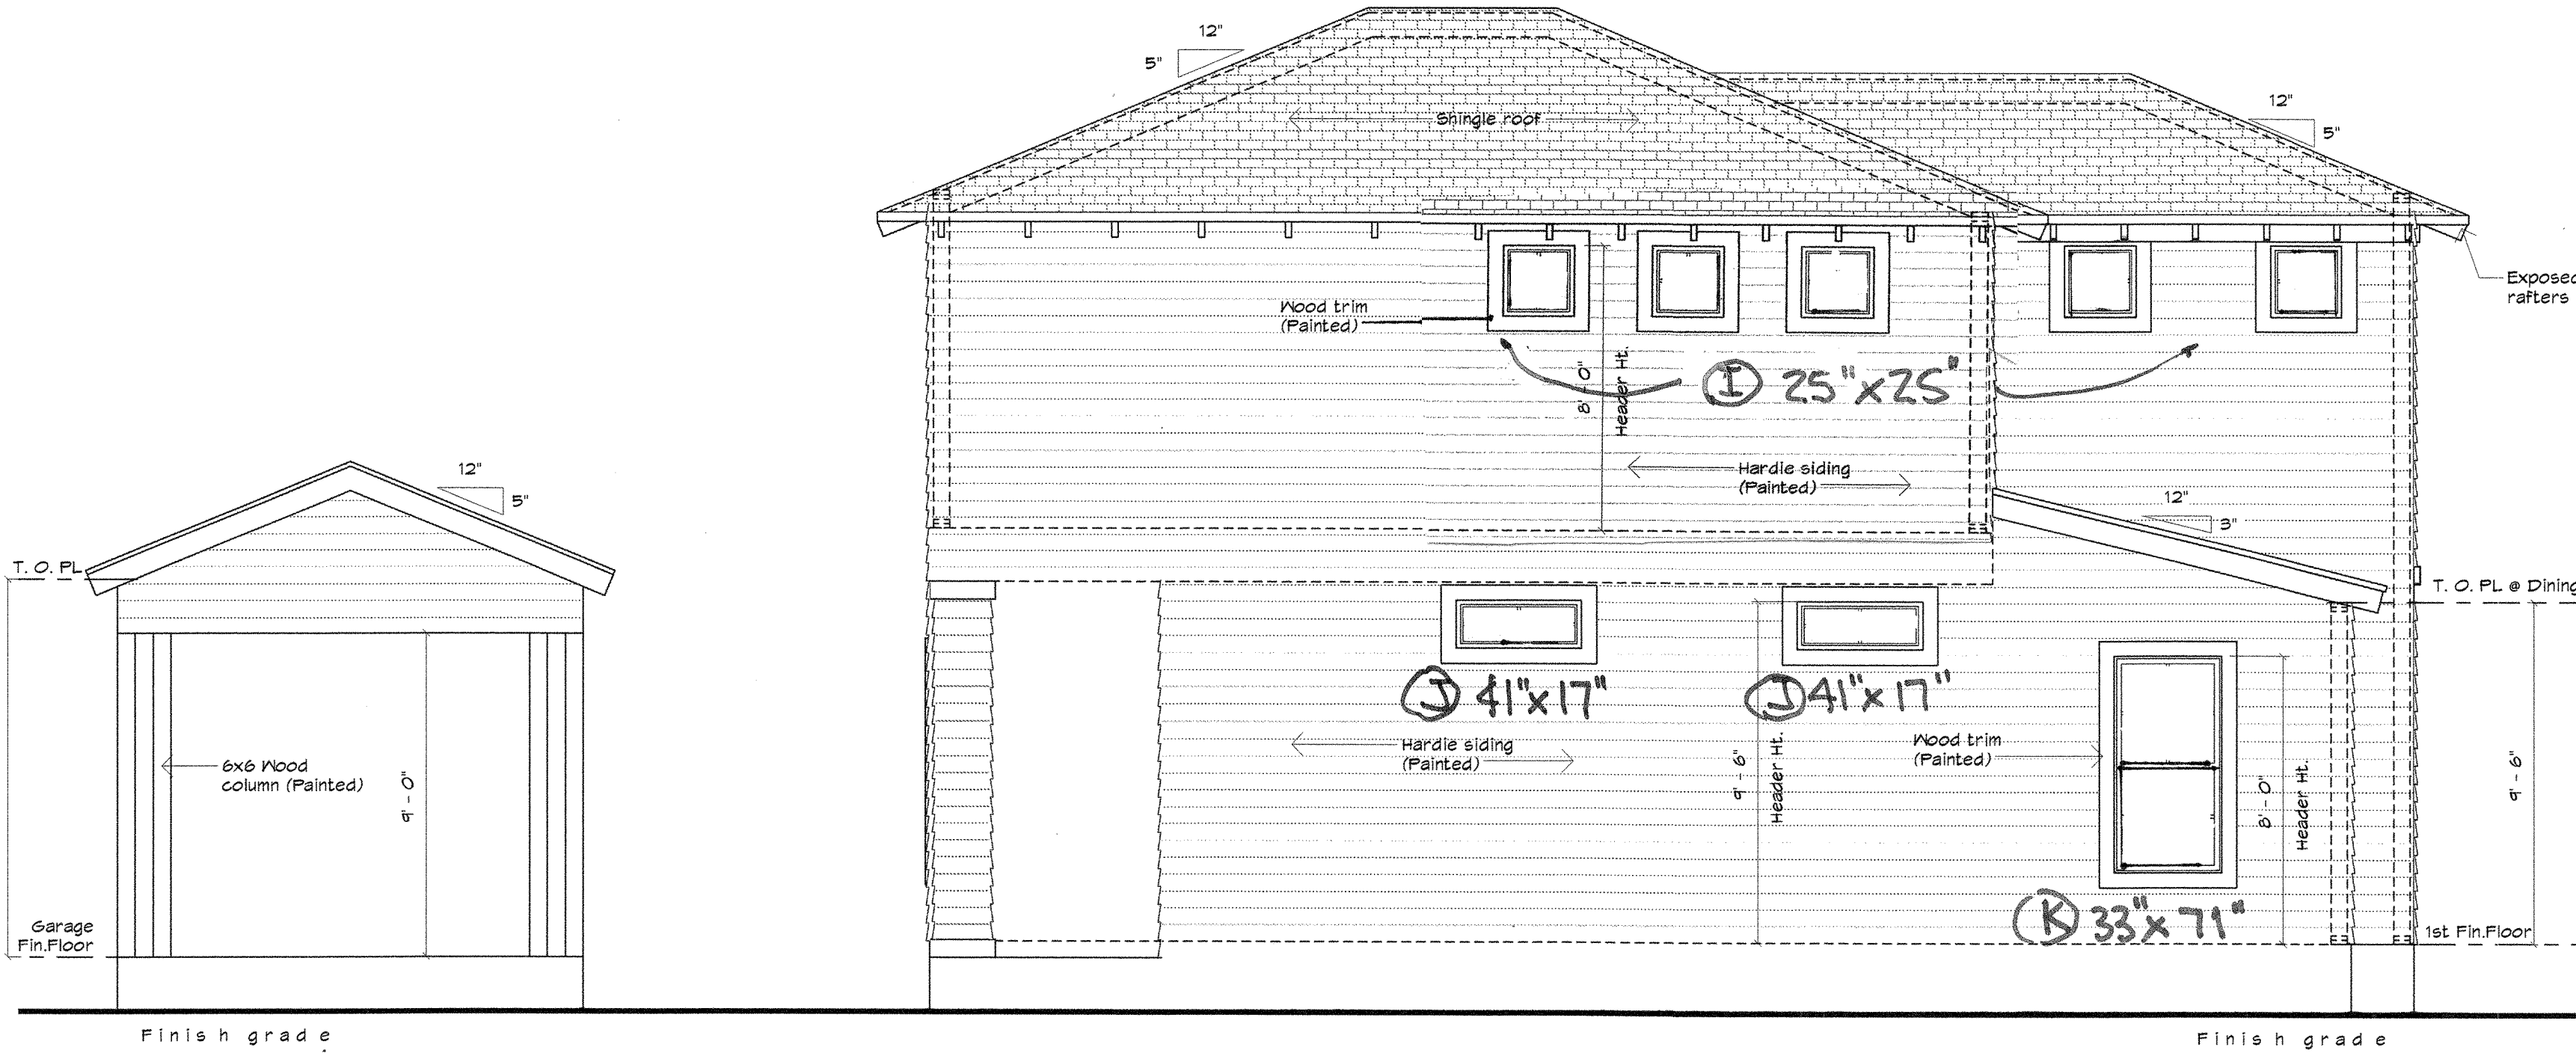 12"
5"
12"
5"
Shingle roof
Exposed
rafters
Wood trim
(Painted)
8' - 0"
Header Ht.
I 25"x25"
Hardie siding
(Painted)
12"
5"
12"
3"
T. O. PL
T. O. PL @ Dining
J 41"x17"
J 41"x17"
Hardie siding
(Painted)
Wood trim
(Painted)
6x6 Wood
column (Painted)
9' - 0"
9' - 6"
Header Ht.
8' - 0"
Header Ht.
9' - 6"
K 33"x71"
Garage
Fin.Floor
1st Fin.Floor
Finish grade
Finish grade